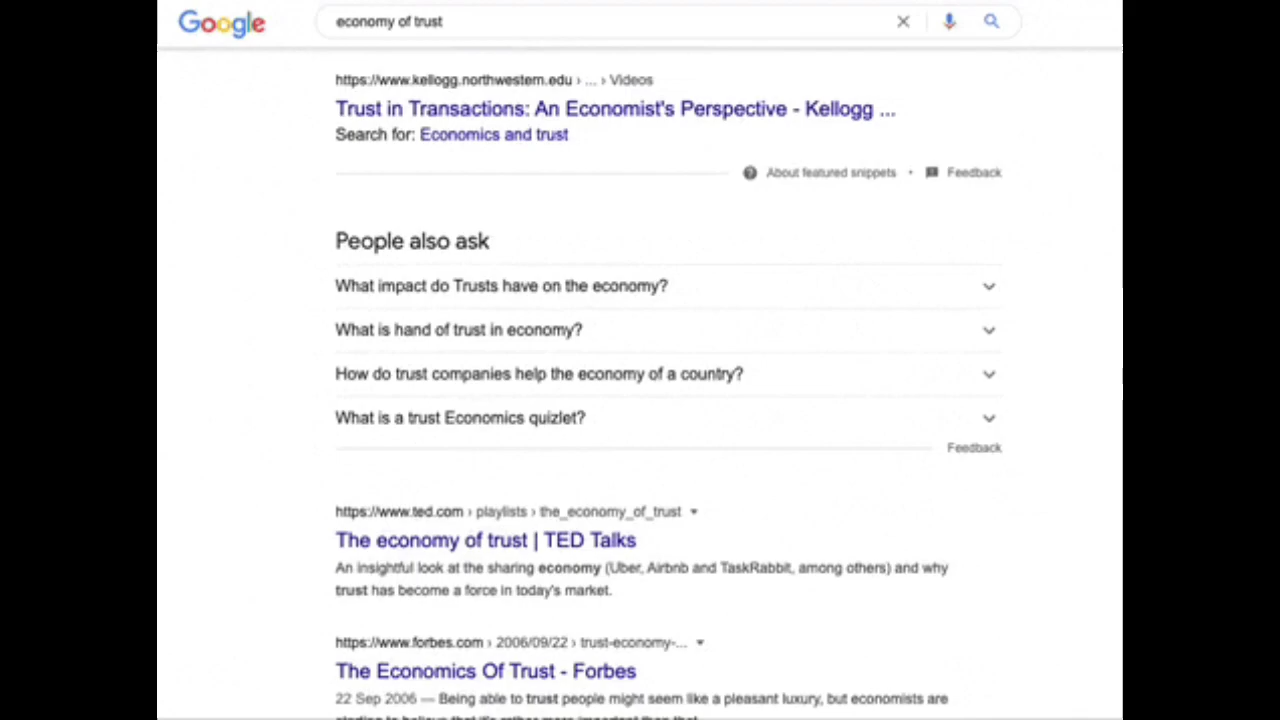 Google
economy of trust
https://www.kellogg.northwestern.edu › ... › Videos
Trust in Transactions: An Economist's Perspective - Kellogg ...
Search for: Economics and trust
About featured snippets • Feedback
People also ask
What impact do Trusts have on the economy?
What is hand of trust in economy?
How do trust companies help the economy of a country?
What is a trust Economics quizlet?
Feedback
https://www.ted.com › playlists › the_economy_of_trust
The economy of trust | TED Talks
An insightful look at the sharing economy (Uber, Airbnb and TaskRabbit, among others) and why
trust has become a force in today's market.
https://www.forbes.com › 2006/09/22 › trust-economy-...
The Economics Of Trust - Forbes
22 Sep 2006 — Being able to trust people might seem like a pleasant luxury, but economists are